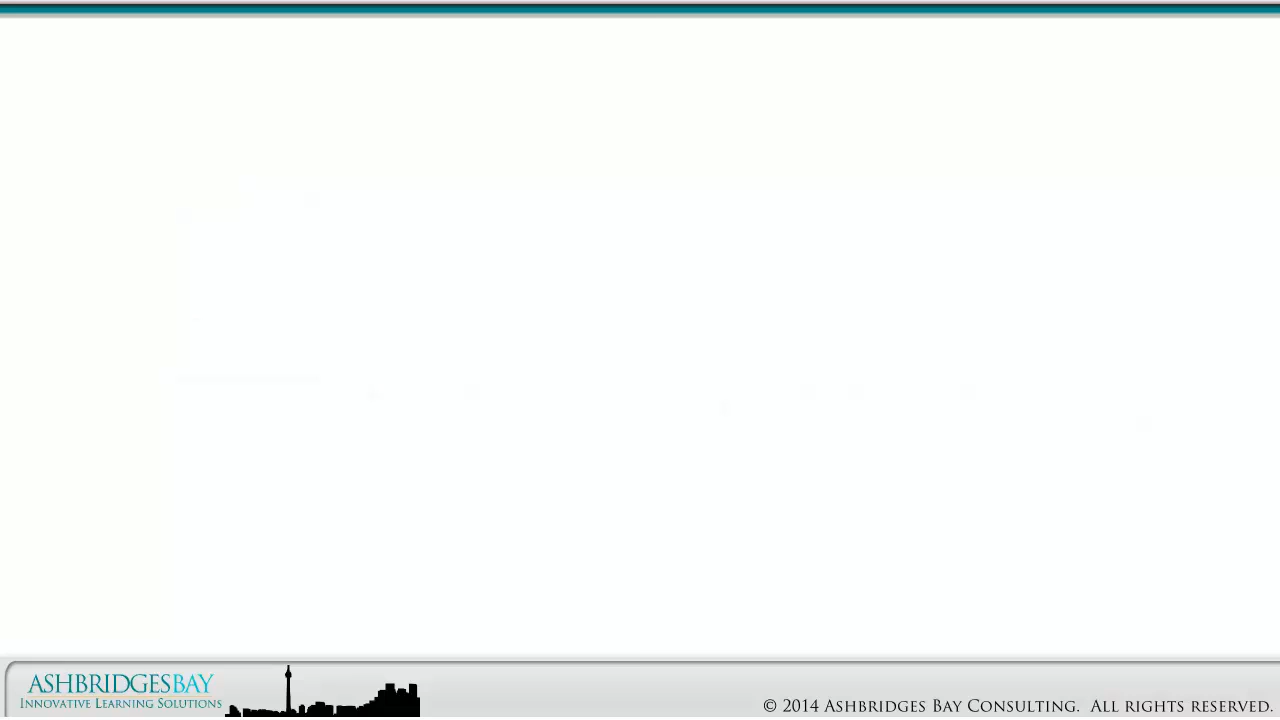 ASHBRIDGESBAY
INNOVATIVE LEARNING SOLUTIONS
© 2014 ASHBRIDGES BAY CONSULTING. ALL RIGHTS RESERVED.